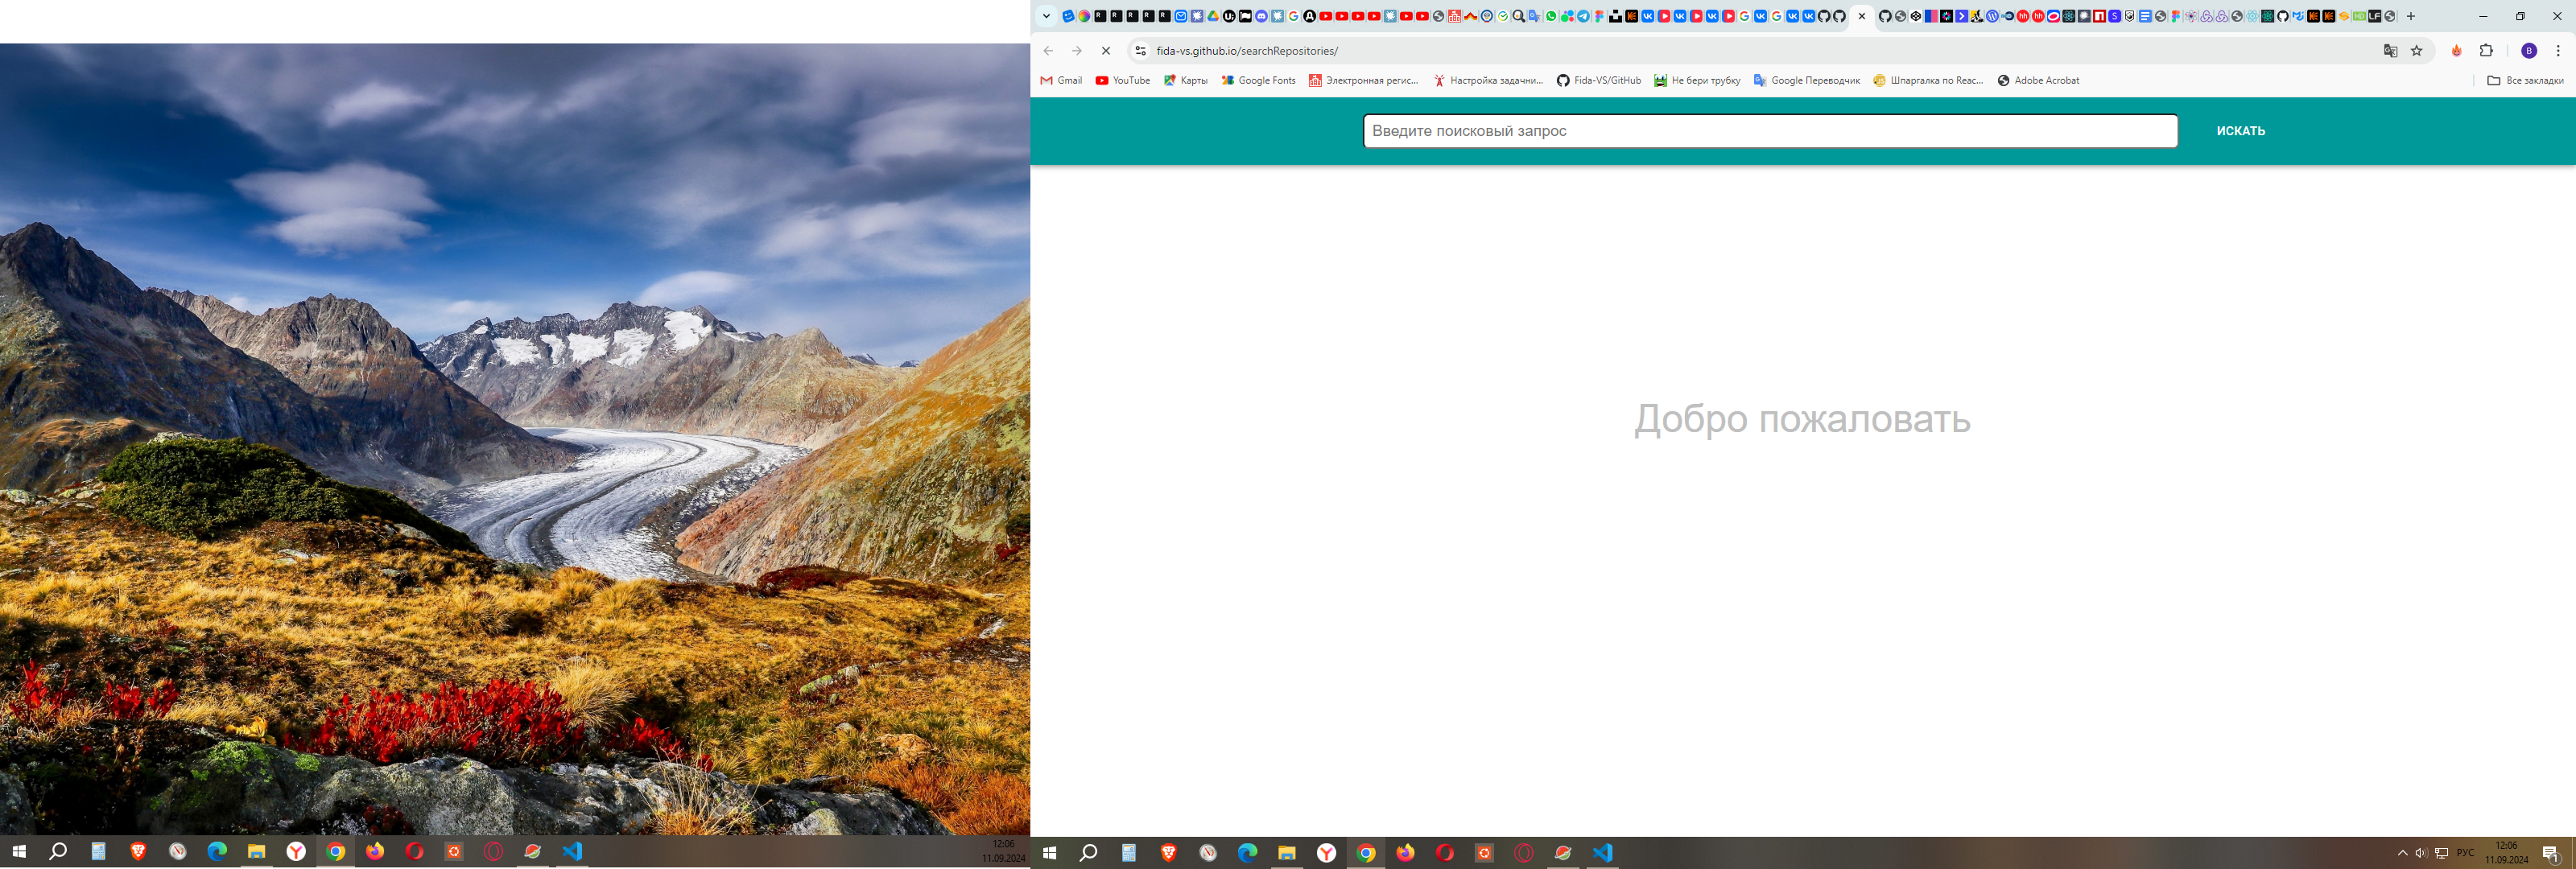 fida-vs.github.io/searchRepositories/
Gmail
YouTube
Карты
Google Fonts
Электронная регис...
Настройка задачни...
Fida-VS/GitHub
Не бери трубку
Google Переводчик
Шпаргалка по Reac...
Adobe Acrobat
Все закладки
Введите поисковый запрос
ИСКАТЬ
Добро пожаловать
12:06
11.09.2024
РУС
12:06
11.09.2024
1